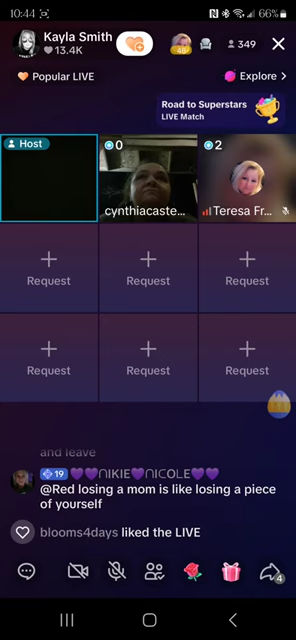 10:44 66%
Kayla Smith
13.4K
349
Popular LIVE
Explore >
Road to Superstars
LIVE Match
Host
0
2
cynthiacaste...
Teresa Fr...
Request Request Request
Request Request Request
and leave
19 💜💜NIKIE💜NICOLE💜💜
@Red losing a mom is like losing a piece
of yourself
blooms4days liked the LIVE
4